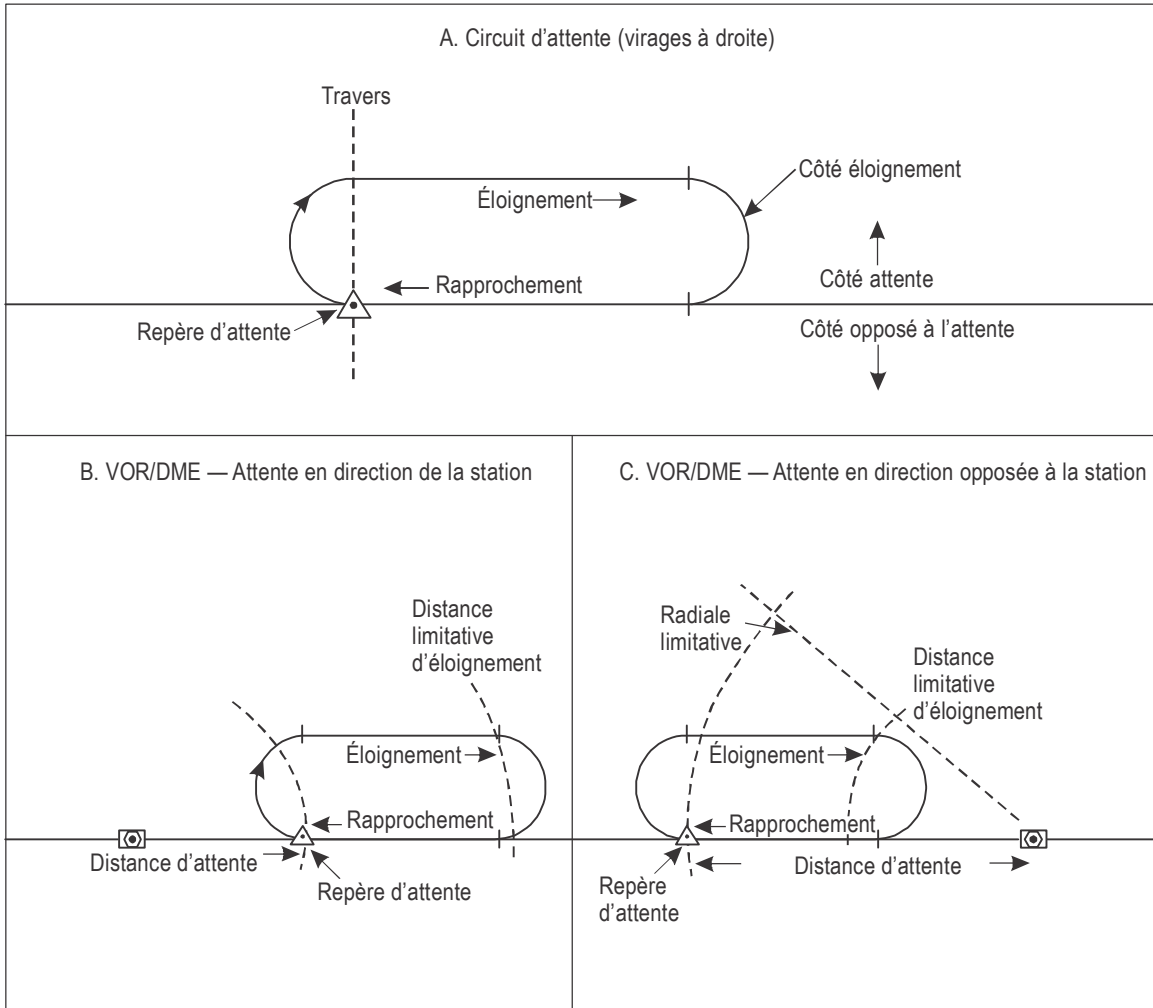 A. Circuit d’attente (virages à droite)
Travers
Côté éloignement
Éloignement
Côté attente
Rapprochement
Repère d’attente
Côté opposé à l’attente
B. VOR/DME — Attente en direction de la station
Distance
limitative
d’éloignement
Éloignement
Rapprochement
Distance d’attente
Repère d’attente
C. VOR/DME — Attente en direction opposée à la station
Radiale
limitative
Distance
limitative
d’éloignement
Éloignement
Rapprochement
Distance d’attente
Repère
d’attente